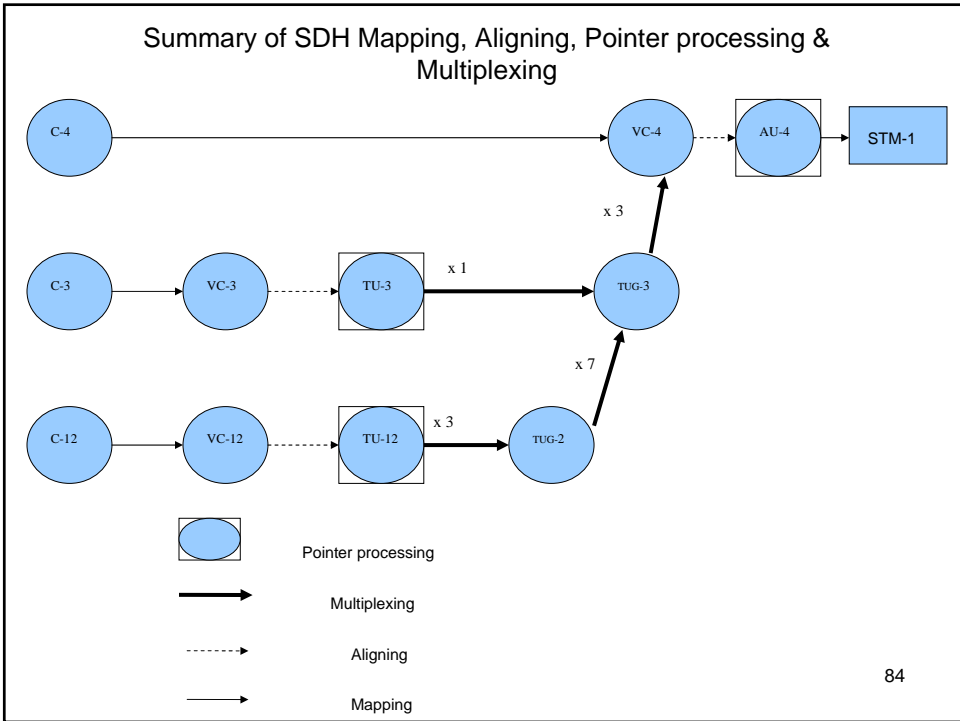 Summary of SDH Mapping, Aligning, Pointer processing &
Multiplexing
C-4
VC-4
AU-4
STM-1
x 3
C-3
VC-3
TU-3
x 1
TUG-3
x 7
C-12
VC-12
TU-12
x 3
TUG-2
Pointer processing
Multiplexing
Aligning
Mapping
84